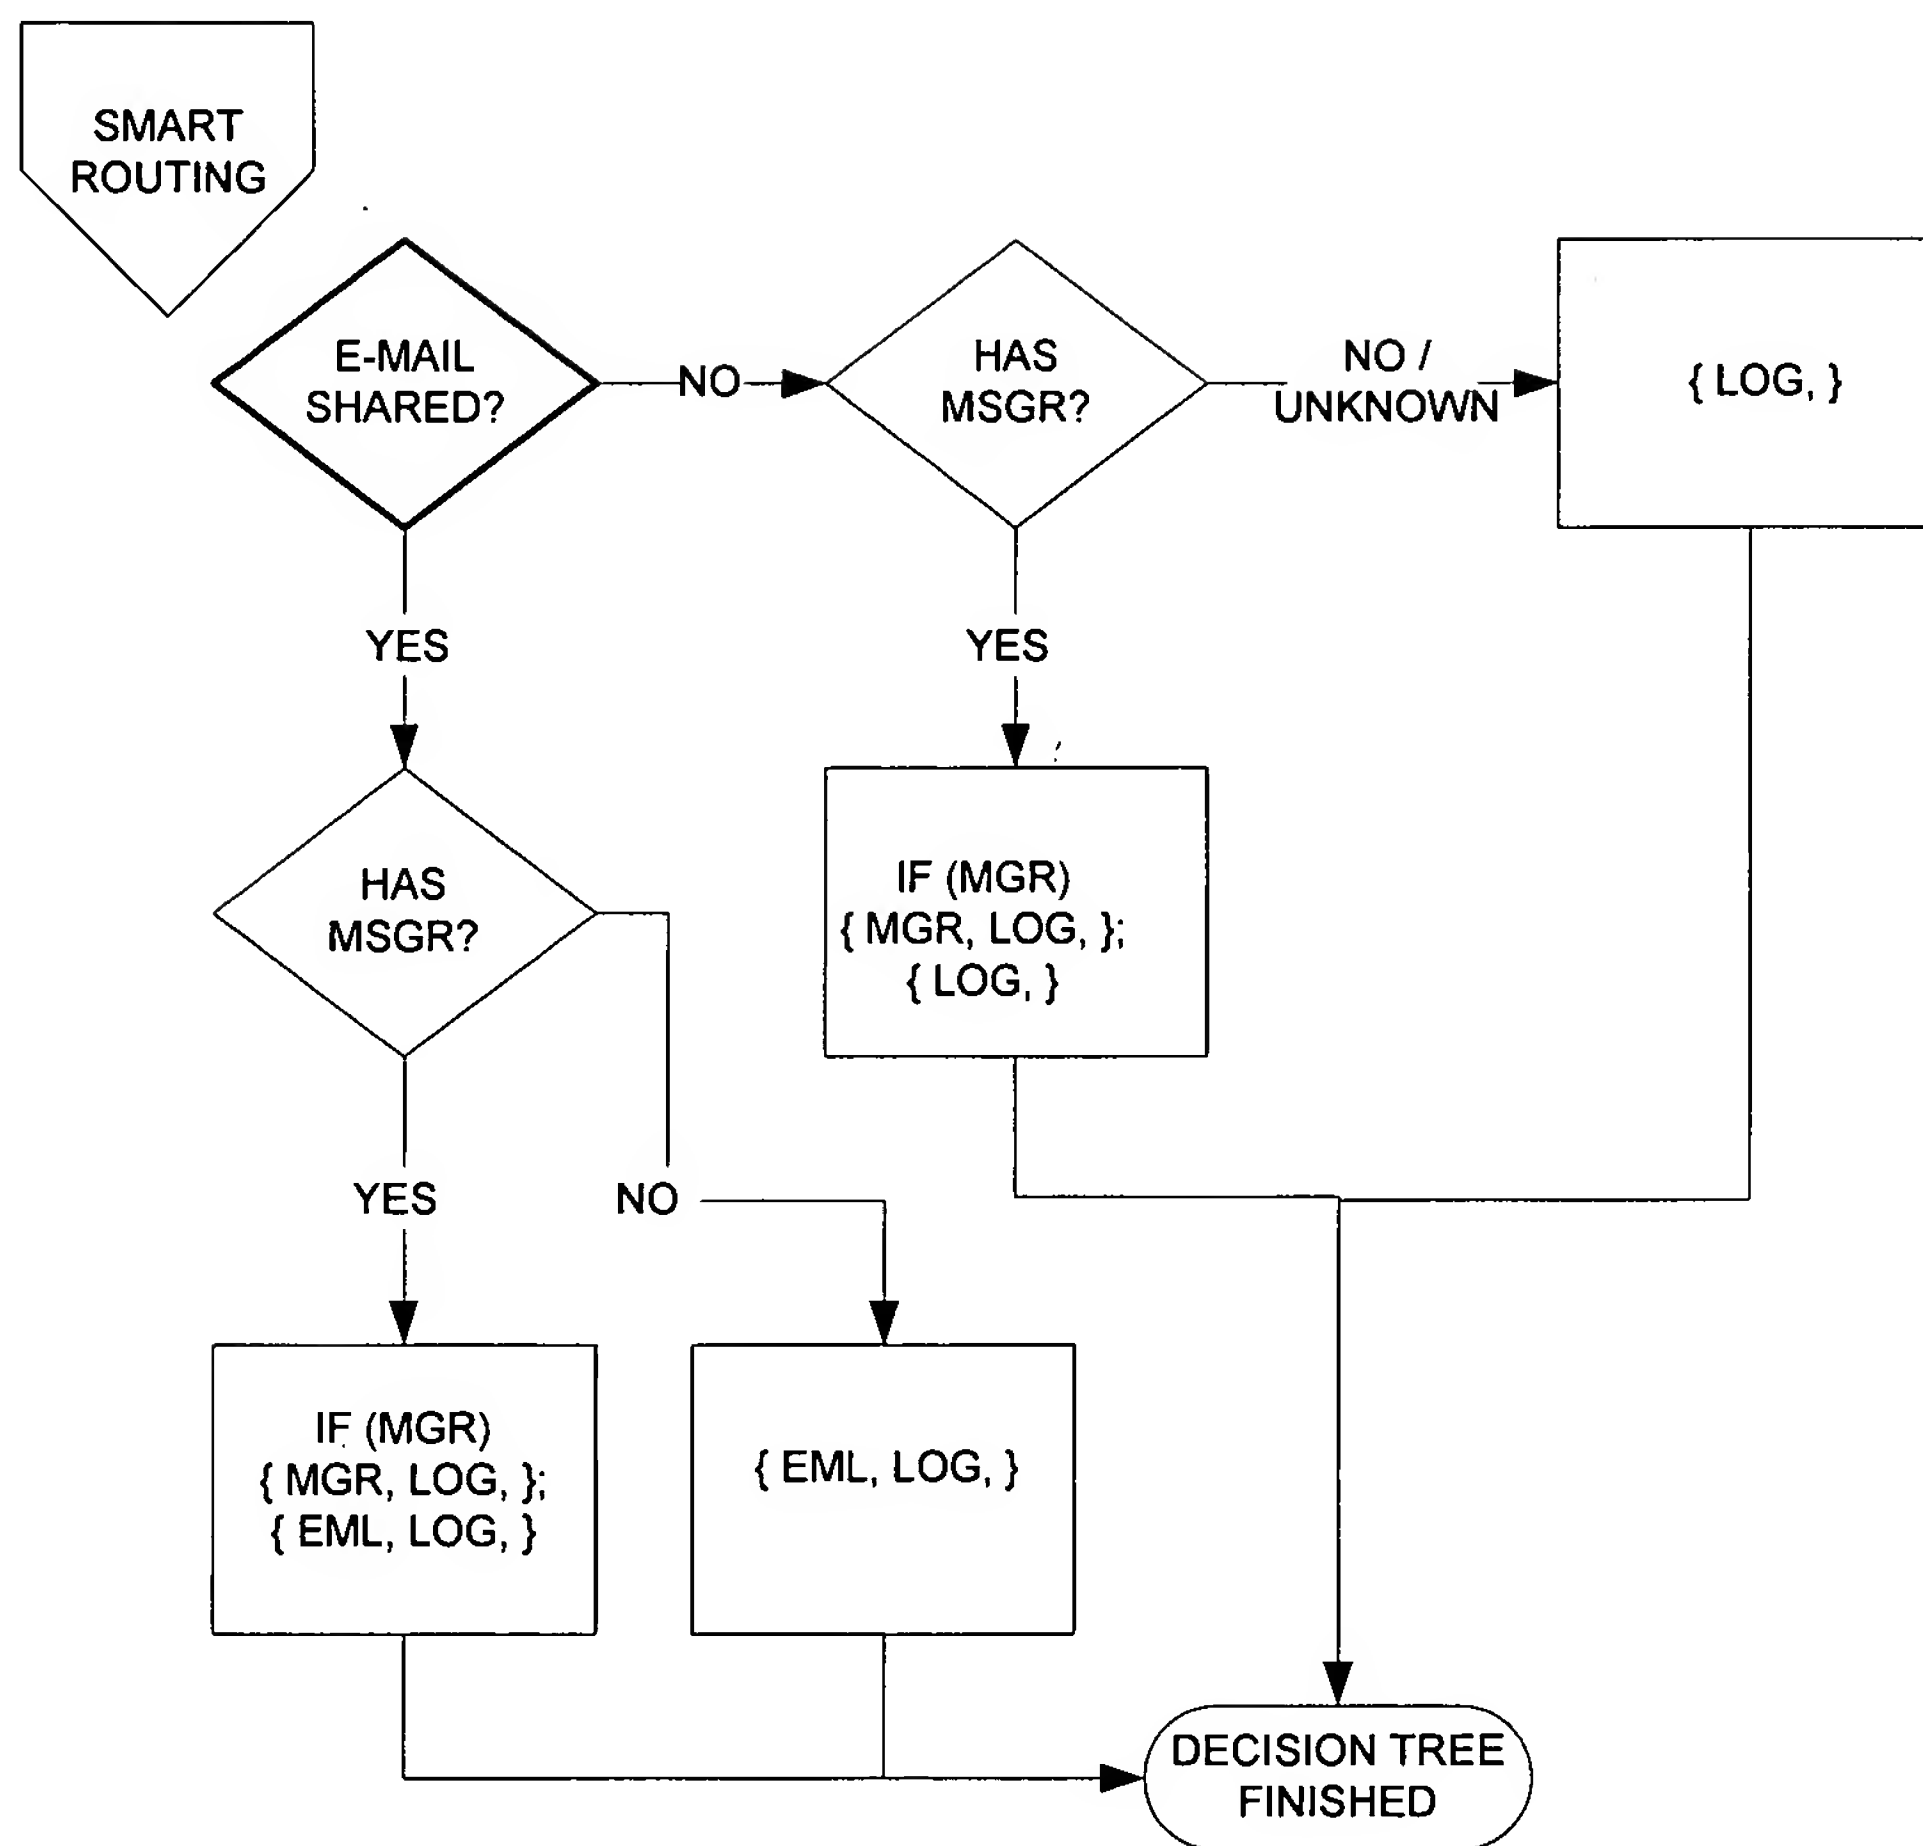 SMART
ROUTING
E-MAIL
SHARED?
NO
HAS
MSGR?
NO /
UNKNOWN
{ LOG, }
YES
YES
HAS
MSGR?
IF (MGR)
{ MGR, LOG, };
{ LOG, }
YES
NO
IF (MGR)
{ MGR, LOG, };
{ EML, LOG, }
{ EML, LOG, }
DECISION TREE
FINISHED